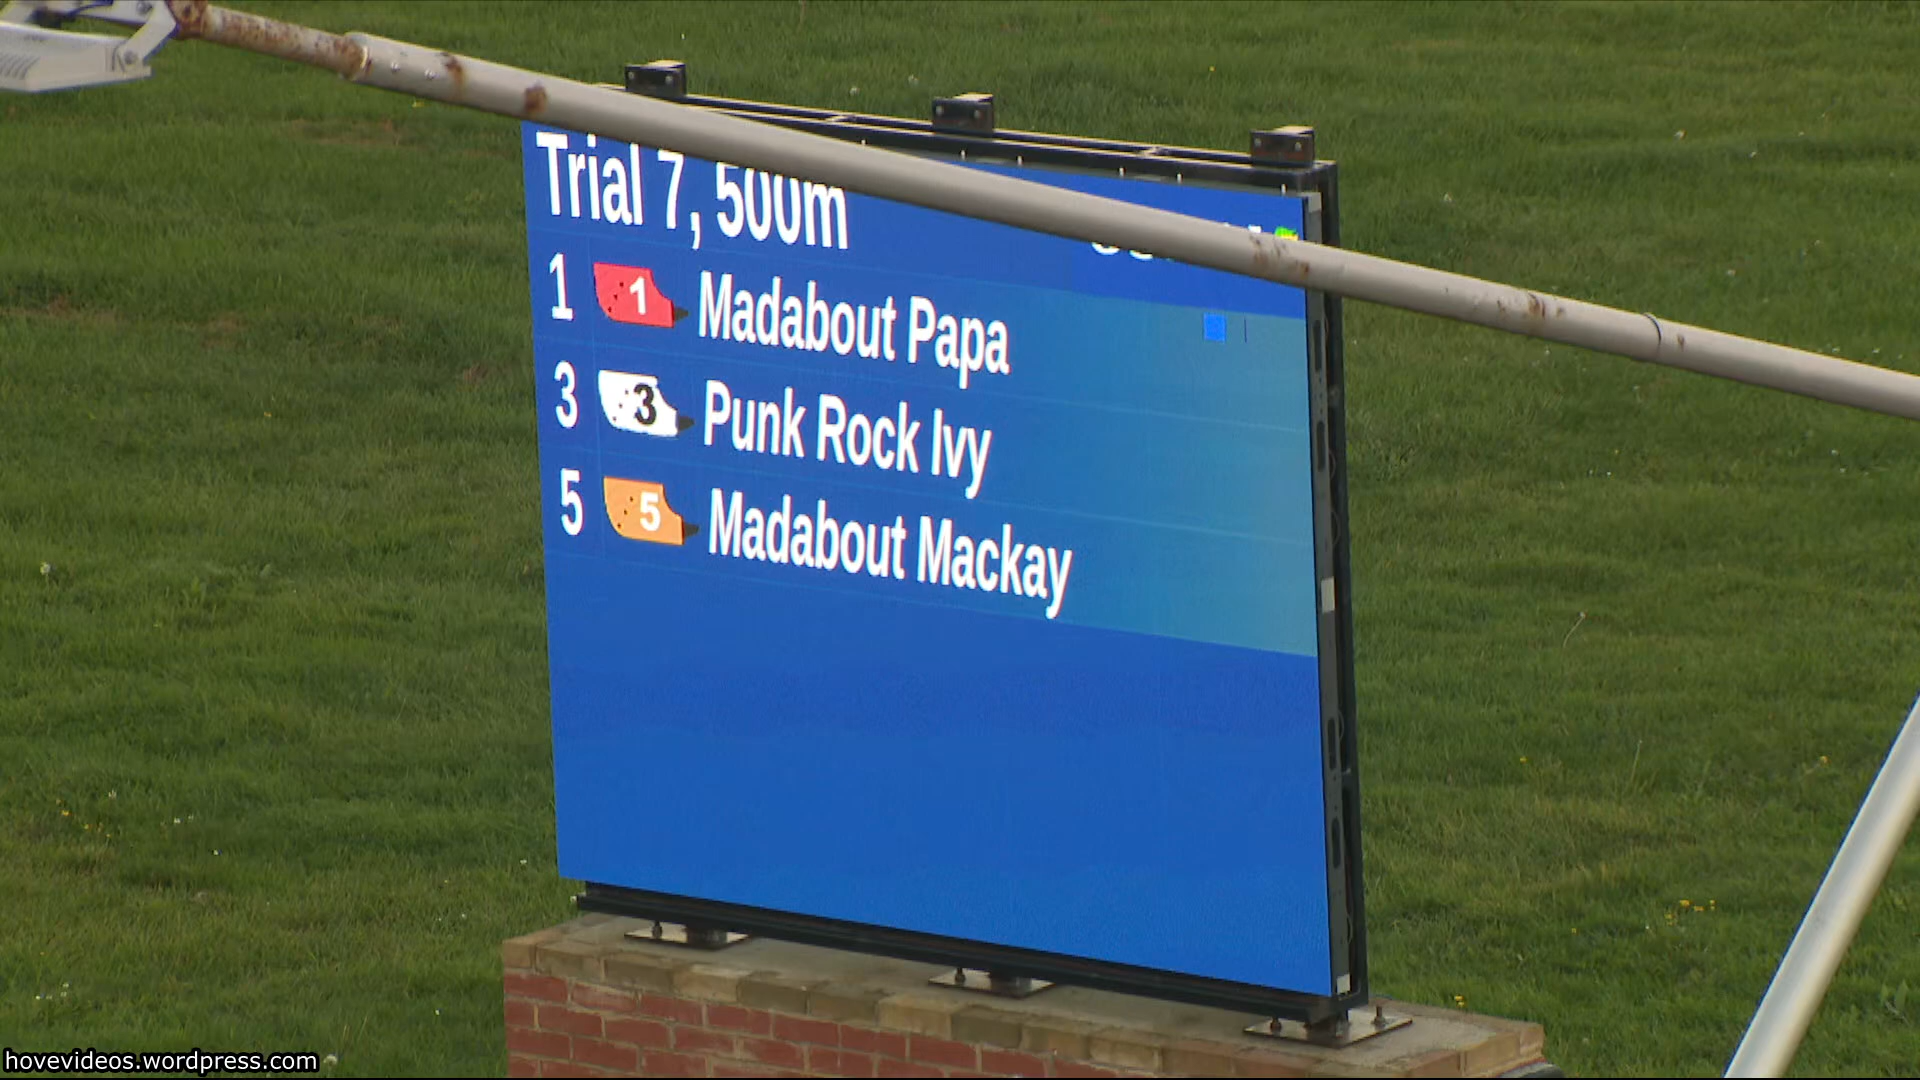 Trial 7, 500m
1 1 Madabout Papa
3 3 Punk Rock Ivy
5 5 Madabout Mackay
hovevideos.wordpress.com